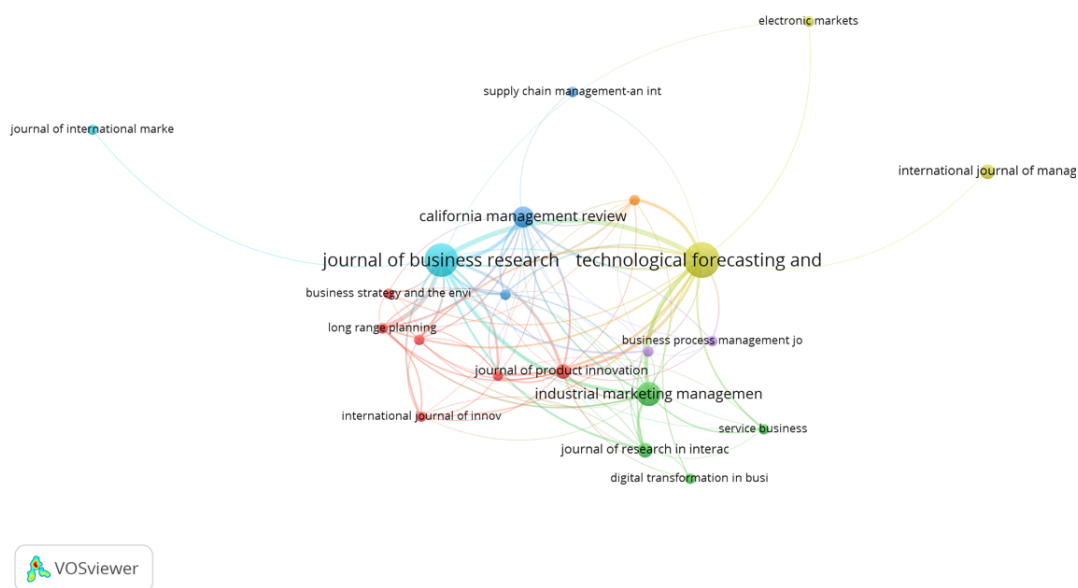 electronic markets
supply chain management-an int
journal of international marke
international journal of manag
california management review
journal of business research
technological forecasting and
business strategy and the envi
long range planning
business process management jo
journal of product innovation
industrial marketing managemen
international journal of innov
service business
journal of research in interac
digital transformation in busi
VOSviewer